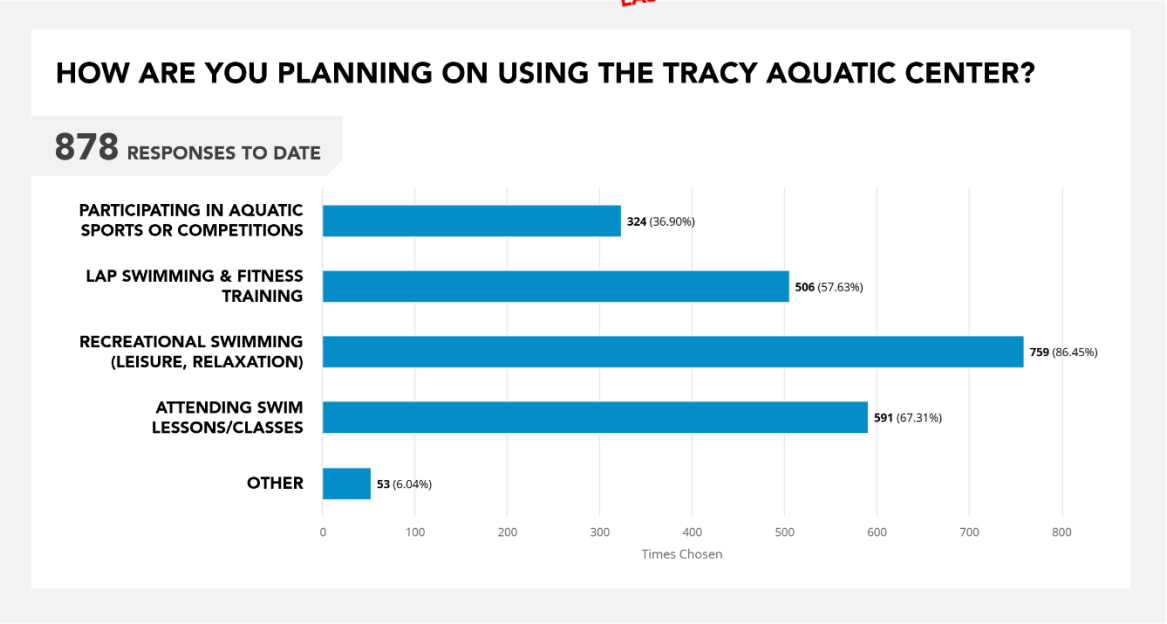 HOW ARE YOU PLANNING ON USING THE TRACY AQUATIC CENTER?
878 RESPONSES TO DATE
PARTICIPATING IN AQUATIC
SPORTS OR COMPETITIONS
324 (36.90%)
LAP SWIMMING & FITNESS
TRAINING
506 (57.63%)
RECREATIONAL SWIMMING
(LEISURE, RELAXATION)
759 (86.45%)
ATTENDING SWIM
LESSONS/CLASSES
591 (67.31%)
OTHER
53 (6.04%)
0 100 200 300 400 500 600 700 800
Times Chosen